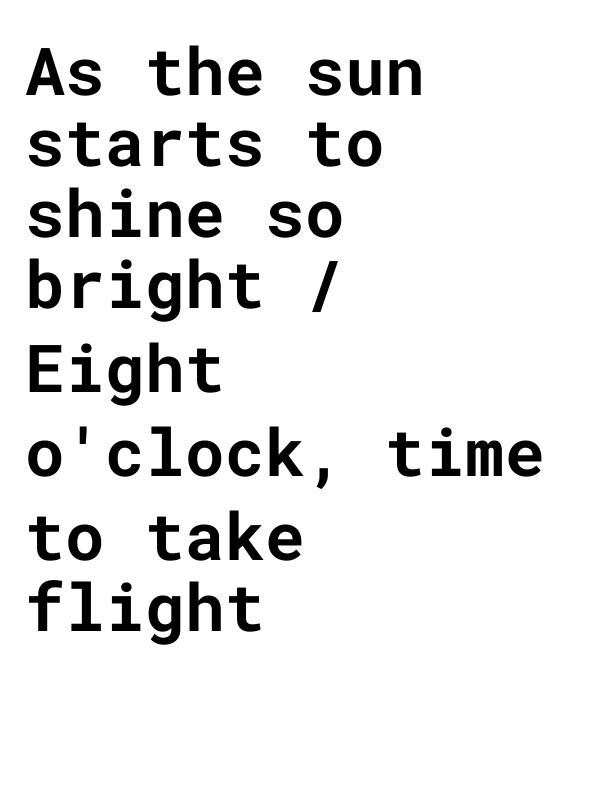 As the sun
starts to
shine so
bright /
Eight
o'clock, time
to take
flight